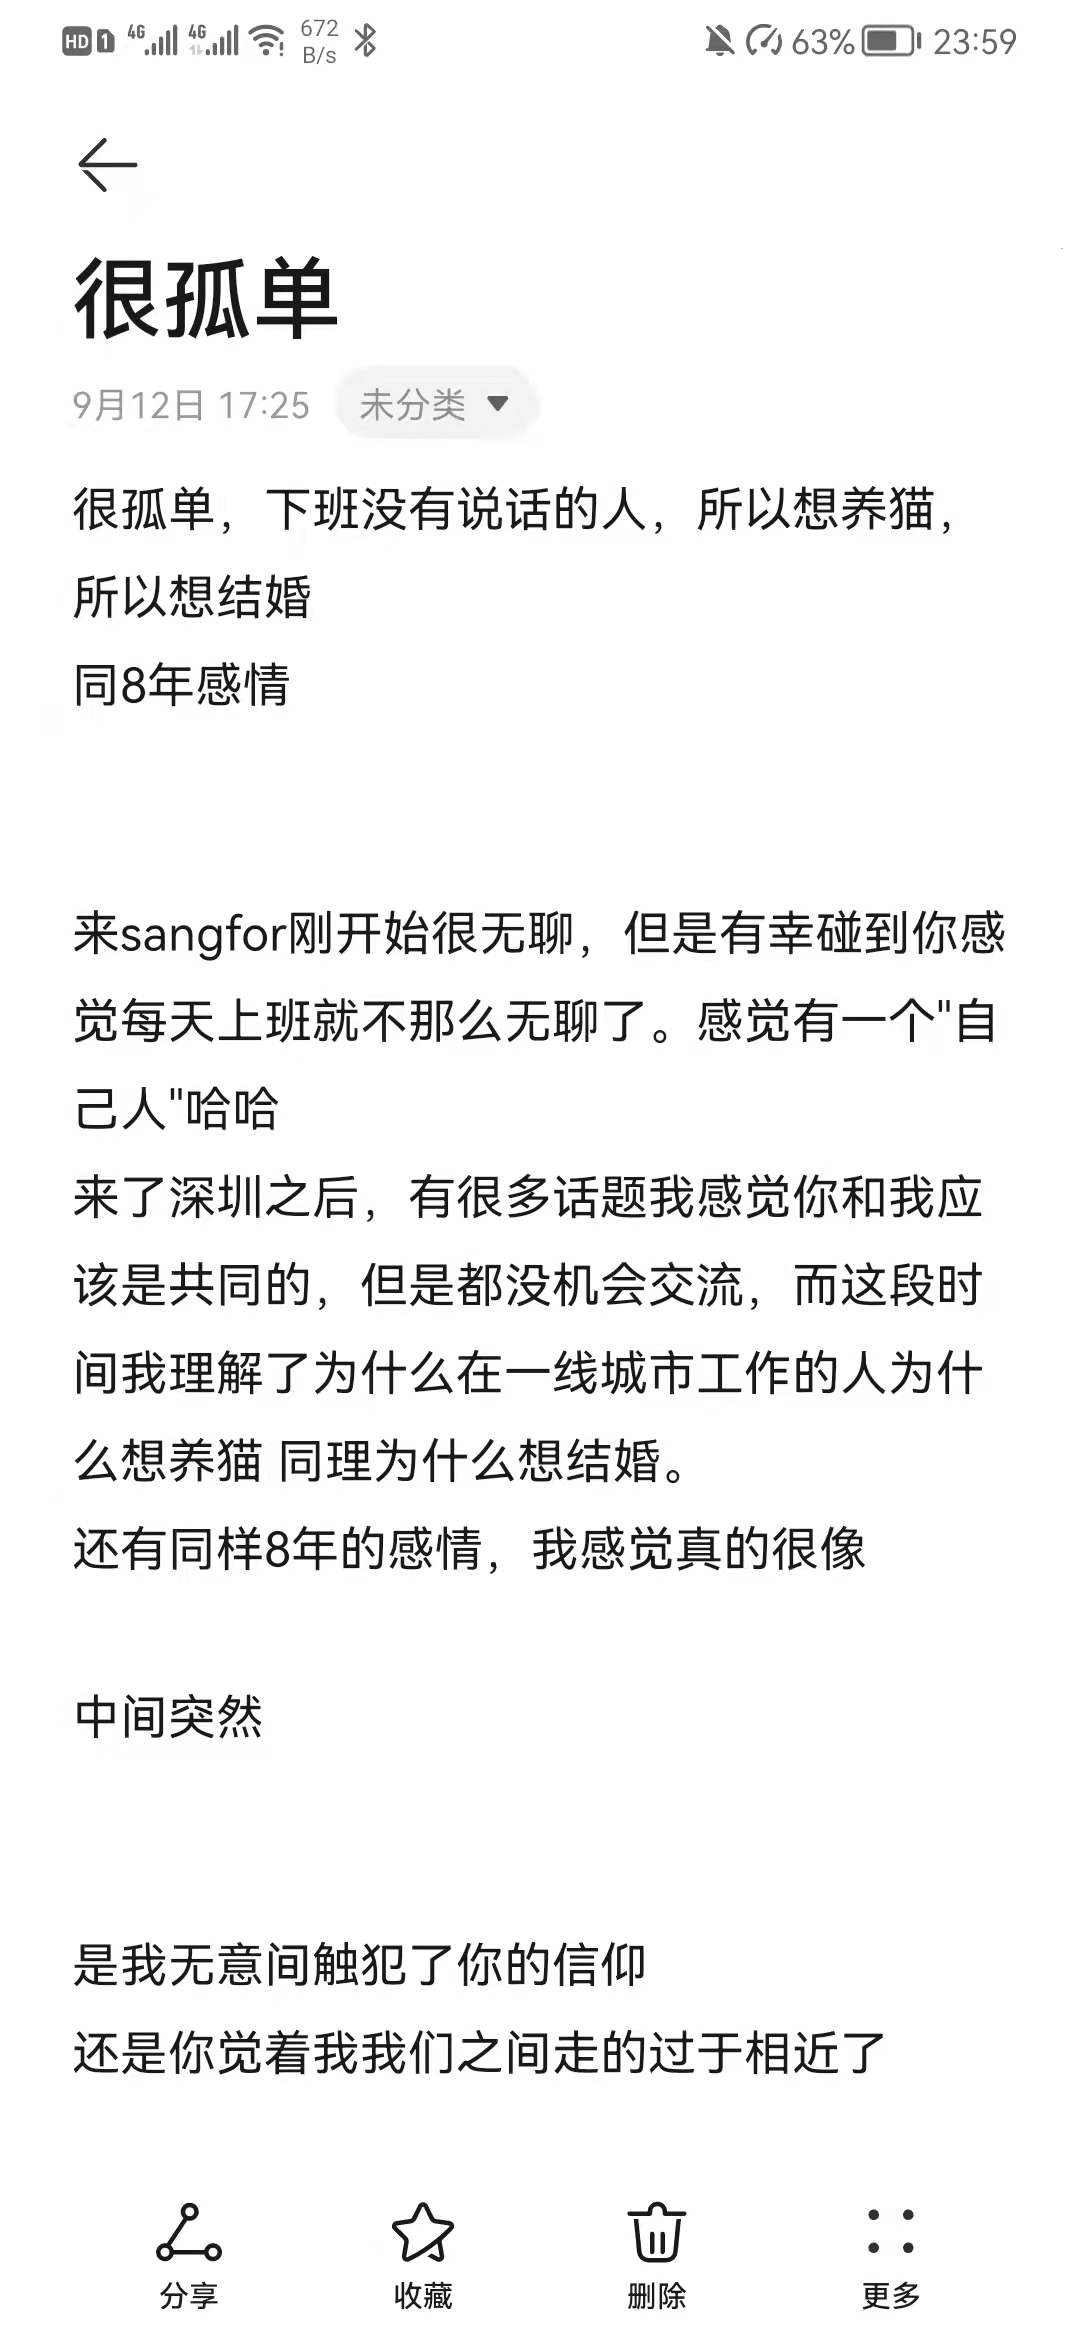 HD 1 4G 4G 672 B/s 63% 23:59
很孤单
9月12日 17:25 未分类
很孤单，下班没有说话的人，所以想养猫，
所以想结婚
同8年感情
来sangfor刚开始很无聊，但是有幸碰到你感
觉每天上班就不那么无聊了。感觉有一个"自
己人"哈哈
来了深圳之后，有很多话题我感觉你和我应
该是共同的，但是都没机会交流，而这段时
间我理解了为什么在一线城市工作的人为什
么想养猫 同理为什么想结婚。
还有同样8年的感情，我感觉真的很像
中间突然
是我无意间触犯了你的信仰
还是你觉着我我们之间走的过于相近了
分享 收藏 删除 更多